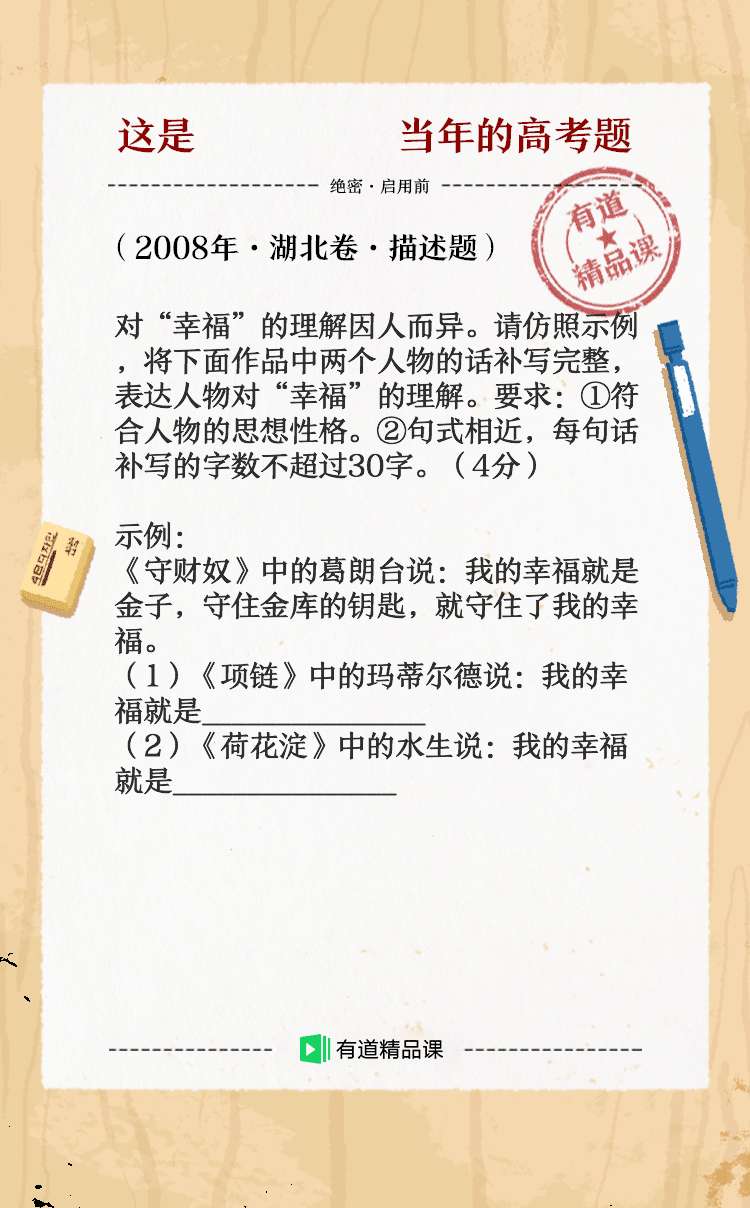 这是 当年的高考题
绝密·启用前
有道
精品课
（2008年·湖北卷·描述题）
对“幸福”的理解因人而异。请仿照示例
，将下面作品中两个人物的话补写完整，
表达人物对“幸福”的理解。要求：①符
合人物的思想性格。②句式相近，每句话
补写的字数不超过30字。（4分）
示例：
《守财奴》中的葛朗台说：我的幸福就是
金子，守住金库的钥匙，就守住了我的幸
福。
（1）《项链》中的玛蒂尔德说：我的幸
福就是_______________
（2）《荷花淀》中的水生说：我的幸福
就是_______________
有道精品课